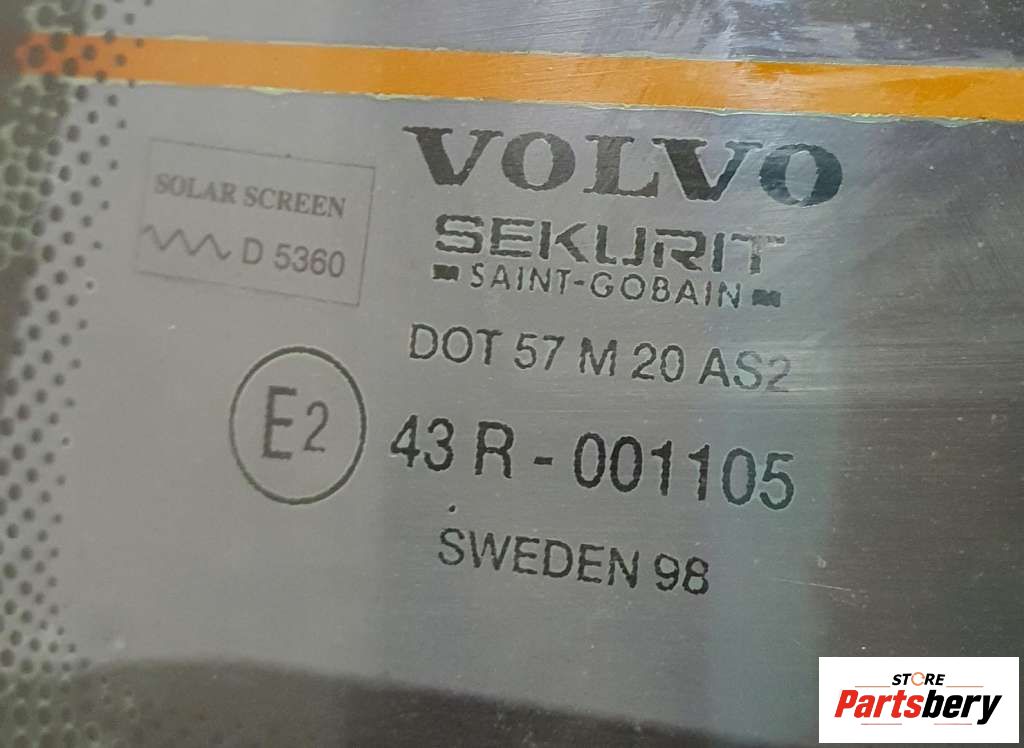 VOLVO
SOLAR SCREEN
D 5360
SEKURIT
SAINT-GOBAIN
DOT 57 M 20 AS2
E2
43 R - 001105
SWEDEN 98
STORE
Partsbery